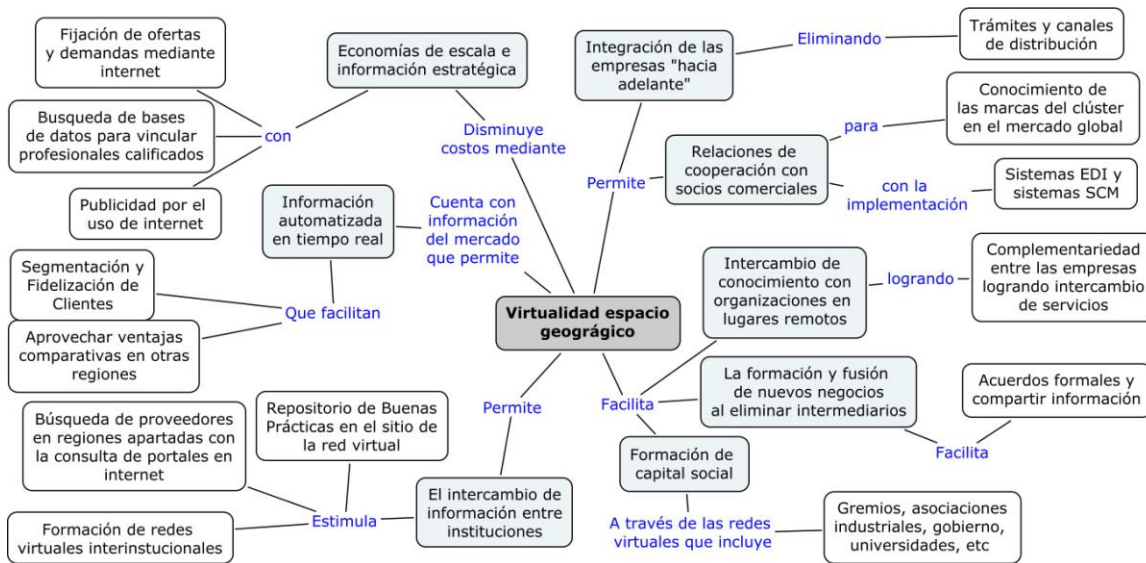 Fijación de ofertas
y demandas mediante
internet
Economías de escala e
información estratégica
Integración de las
empresas "hacia
adelante"
Eliminando
Trámites y canales
de distribución
Busqueda de bases
de datos para vincular
profesionales calificados
con
Disminuye
costos mediante
Conocimiento de
las marcas del clúster
en el mercado global
para
Relaciones de
cooperación con
socios comerciales
Permite
con la
implementación
Sistemas EDI y
sistemas SCM
Publicidad por el
uso de internet
Información
automatizada
en tiempo real
Cuenta con
información
del mercado
que permite
Segmentación y
Fidelización de
Clientes
Que facilitan
Aprovechar ventajas
comparativas en otras
regiones
Virtualidad espacio
geográgico
Intercambio de
conocimiento con
organizaciones en
lugares remotos
logrando
Complementariedad
entre las empresas
logrando intercambio
de servicios
La formación y fusión
de nuevos negocios
al eliminar intermediarios
Facilita
Acuerdos formales y
compartir información
Facilita
Búsqueda de proveedores
en regiones apartadas con
la consulta de portales en
internet
Repositorio de Buenas
Prácticas en el sitio de
la red virtual
Permite
Formación de
capital social
El intercambio de
información entre
instituciones
Estimula
Formación de redes
virtuales interinstucionales
A través de las redes
virtuales que incluye
Gremios, asociaciones
industriales, gobierno,
universidades, etc